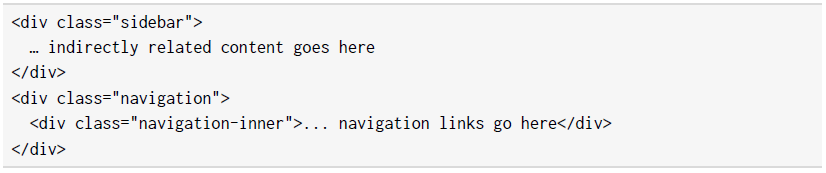 <div class="sidebar">
  … indirectly related content goes here
</div>
<div class="navigation">
  <div class="navigation-inner">... navigation links go here</div>
</div>